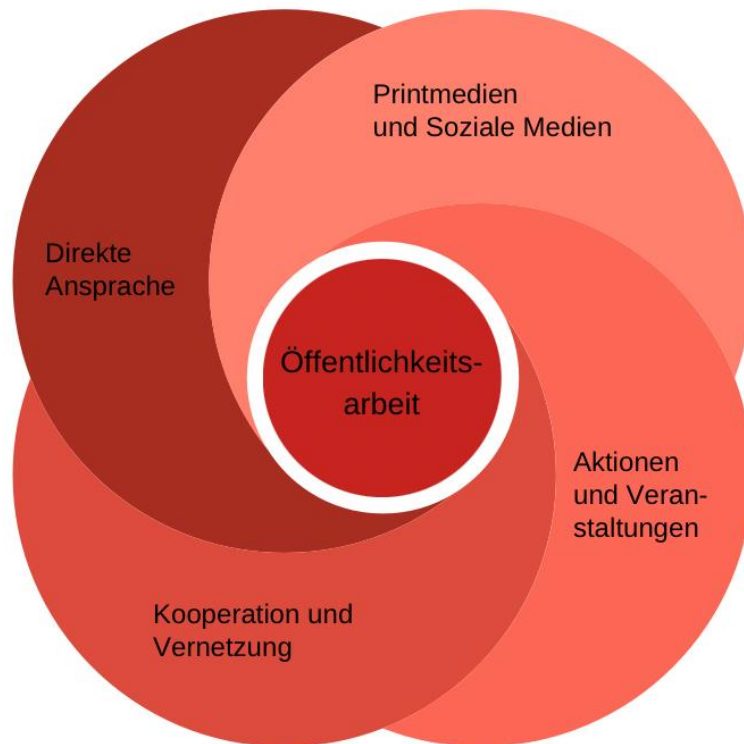 Printmedien
und Soziale Medien
Direkte
Ansprache
Öffentlichkeits-
arbeit
Aktionen
und Veran-
staltungen
Kooperation und
Vernetzung